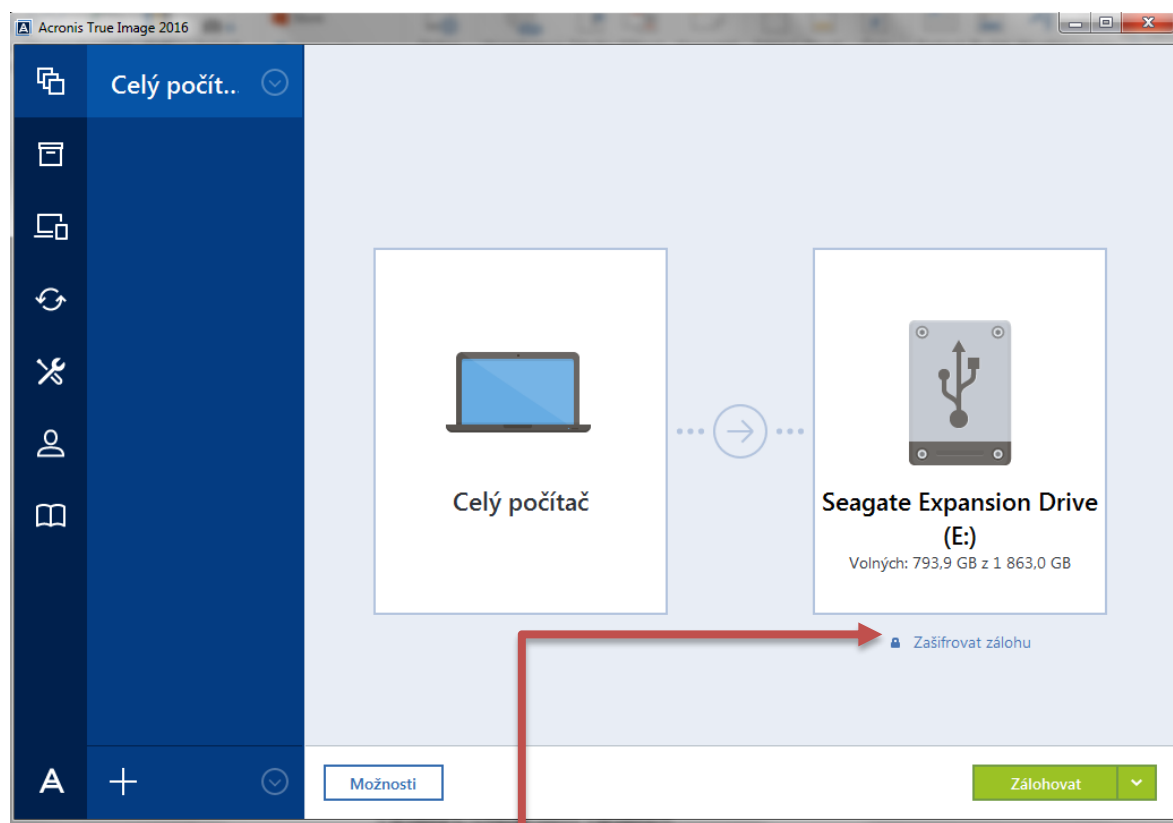 Acronis True Image 2016
Celý počít...
Celý počítač
Seagate Expansion Drive
(E:)
Volných: 793,9 GB z 1 863,0 GB
Zašifrovat zálohu
Možnosti
Zálohovat